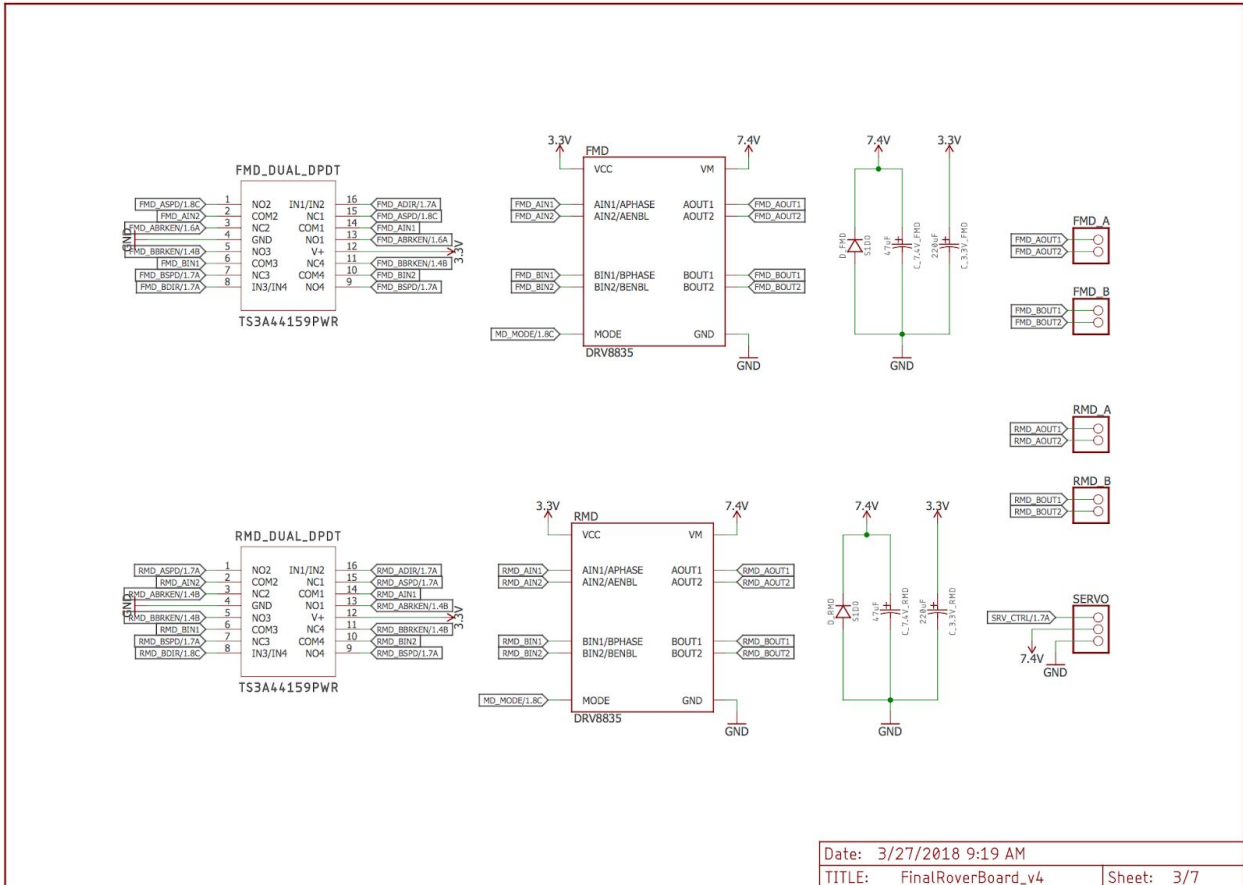 FMD_DUAL_DPDT
FMD_ASPD/1.8C 1 NO2 IN1/IN2 16 FMD_ADIR/1.7A
FMD_AIN2 2 COM2 NC1 15 FMD_ASPD/1.8C
FMD_ABRKEN/1.6A 3 NC2 COM1 14 FMD_AIN1
GND 4 GND NO1 13 FMD_ABRKEN/1.6A
FMD_BBRKEN/1.4B 5 NO3 V+ 12 3.3V
FMD_BIN1 6 COM3 NC4 11 FMD_BBRKEN/1.4B
FMD_BSPD/1.7A 7 NC3 COM4 10 FMD_BIN2
FMD_BDIR/1.7A 8 IN3/IN4 NO4 9 FMD_BSPD/1.7A
TS3A44159PWR
3.3V FMD 7.4V
VCC VM
FMD_AIN1 AIN1/APHASE AOUT1 FMD_AOUT1
FMD_AIN2 AIN2/AENBL AOUT2 FMD_AOUT2
FMD_BIN1 BIN1/BPHASE BOUT1 FMD_BOUT1
FMD_BIN2 BIN2/BENBL BOUT2 FMD_BOUT2
MD_MODE/1.8C MODE GND
DRV8835
GND
7.4V 3.3V
D_FMD
S1DO
47uF
C_7.4V_FMD
220uF
C_3.3V_FMD
GND
FMD_A
FMD_AOUT1
FMD_AOUT2
FMD_B
FMD_BOUT1
FMD_BOUT2
RMD_A
RMD_AOUT1
RMD_AOUT2
RMD_B
RMD_BOUT1
RMD_BOUT2
RMD_DUAL_DPDT
RMD_ASPD/1.7A 1 NO2 IN1/IN2 16 RMD_ADIR/1.7A
RMD_AIN2 2 COM2 NC1 15 RMD_ASPD/1.7A
RMD_ABRKEN/1.4B 3 NC2 COM1 14 RMD_AIN1
GND 4 GND NO1 13 RMD_ABRKEN/1.4B
RMD_BBRKEN/1.4B 5 NO3 V+ 12 3.3V
RMD_BIN1 6 COM3 NC4 11 RMD_BBRKEN/1.4B
RMD_BSPD/1.7A 7 NC3 COM4 10 RMD_BIN2
RMD_BDIR/1.8C 8 IN3/IN4 NO4 9 RMD_BSPD/1.7A
TS3A44159PWR
3.3V RMD 7.4V
VCC VM
RMD_AIN1 AIN1/APHASE AOUT1 RMD_AOUT1
RMD_AIN2 AIN2/AENBL AOUT2 RMD_AOUT2
RMD_BIN1 BIN1/BPHASE BOUT1 RMD_BOUT1
RMD_BIN2 BIN2/BENBL BOUT2 RMD_BOUT2
MD_MODE/1.8C MODE GND
DRV8835
GND
7.4V 3.3V
D_RMD
S1DO
47uF
C_7.4V_RMD
220uF
C_3.3V_RMD
GND
SERVO
SRV_CTRL/1.7A
7.4V
GND
Date: 3/27/2018 9:19 AM
TITLE: FinalRoverBoard_v4 Sheet: 3/7